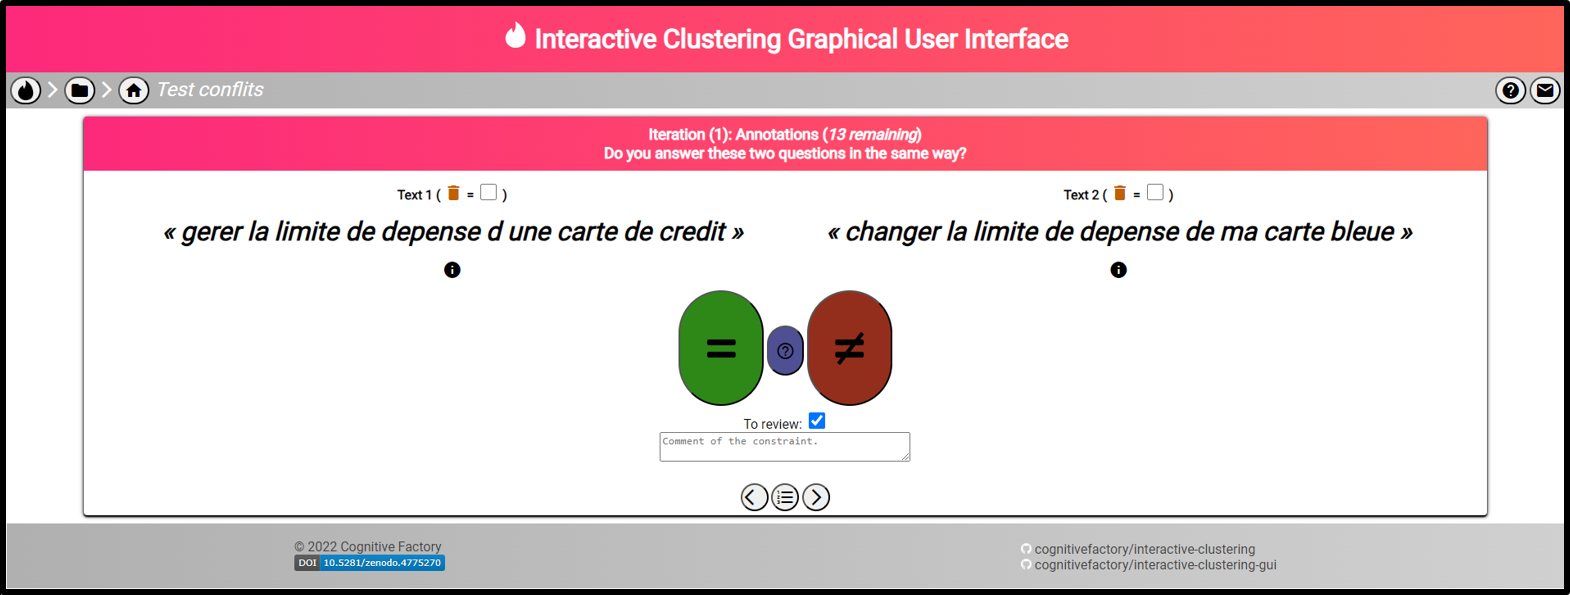 Interactive Clustering Graphical User Interface
Test conflits
Iteration (1): Annotations (13 remaining)
Do you answer these two questions in the same way?
Text 1 ( = )
Text 2 ( = )
« gerer la limite de depense d une carte de credit »
« changer la limite de depense de ma carte bleue »
= ? ≠
To review:
Comment of the constraint.
© 2022 Cognitive Factory
DOI 10.5281/zenodo.4775270
cognitivefactory/interactive-clustering
cognitivefactory/interactive-clustering-gui